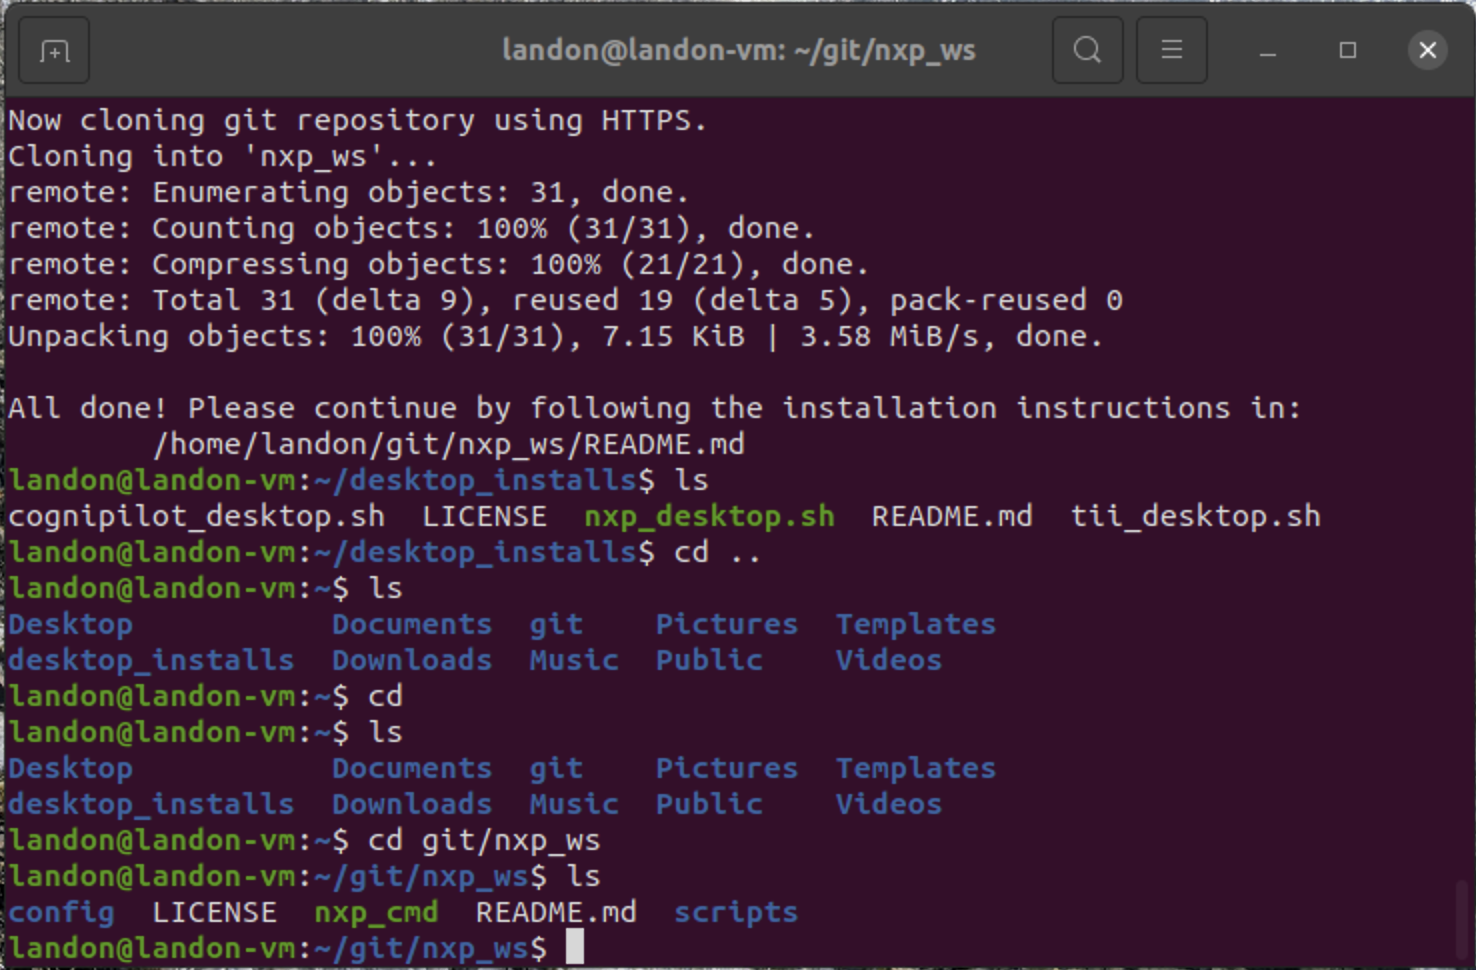 landon@landon-vm: ~/git/nxp_ws
Now cloning git repository using HTTPS.
Cloning into 'nxp_ws'...
remote: Enumerating objects: 31, done.
remote: Counting objects: 100% (31/31), done.
remote: Compressing objects: 100% (21/21), done.
remote: Total 31 (delta 9), reused 19 (delta 5), pack-reused 0
Unpacking objects: 100% (31/31), 7.15 KiB | 3.58 MiB/s, done.

All done! Please continue by following the installation instructions in:
        /home/landon/git/nxp_ws/README.md
landon@landon-vm:~/desktop_installs$ ls
cognipilot_desktop.sh  LICENSE  nxp_desktop.sh  README.md  tii_desktop.sh
landon@landon-vm:~/desktop_installs$ cd ..
landon@landon-vm:~$ ls
Desktop           Documents  git    Pictures  Templates
desktop_installs  Downloads  Music  Public    Videos
landon@landon-vm:~$ cd
landon@landon-vm:~$ ls
Desktop           Documents  git    Pictures  Templates
desktop_installs  Downloads  Music  Public    Videos
landon@landon-vm:~$ cd git/nxp_ws
landon@landon-vm:~/git/nxp_ws$ ls
config  LICENSE  nxp_cmd  README.md  scripts
landon@landon-vm:~/git/nxp_ws$